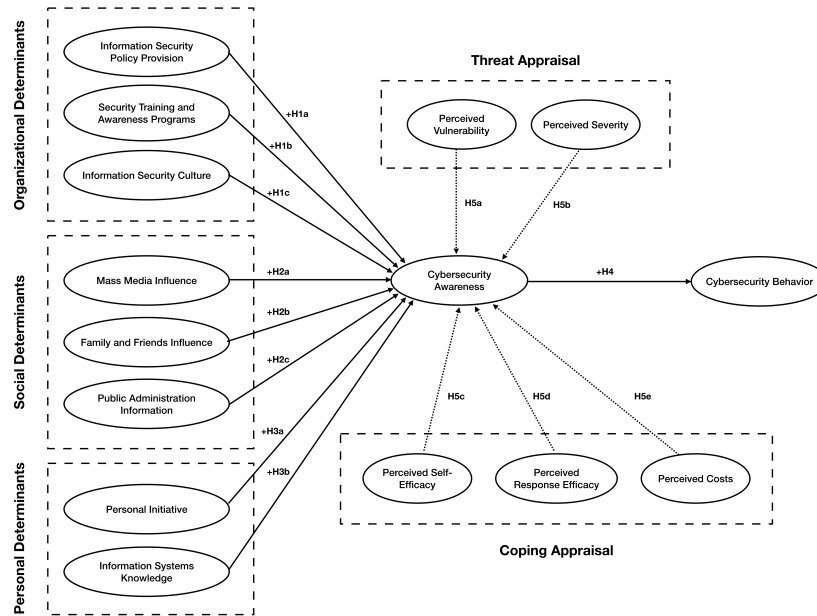 Organizational Determinants
Information Security
Policy Provision
Security Training and
Awareness Programs
Information Security Culture
+H1a
+H1b
+H1c
Threat Appraisal
Perceived
Vulnerability
Perceived Severity
H5a
H5b
Social Determinants
Mass Media Influence
Family and Friends Influence
Public Administration
Information
+H2a
+H2b
+H2c
Cybersecurity
Awareness
+H4
Cybersecurity Behavior
Personal Determinants
Personal Initiative
Information Systems
Knowledge
+H3a
+H3b
H5c
H5d
H5e
Perceived Self-
Efficacy
Perceived
Response Efficacy
Perceived Costs
Coping Appraisal